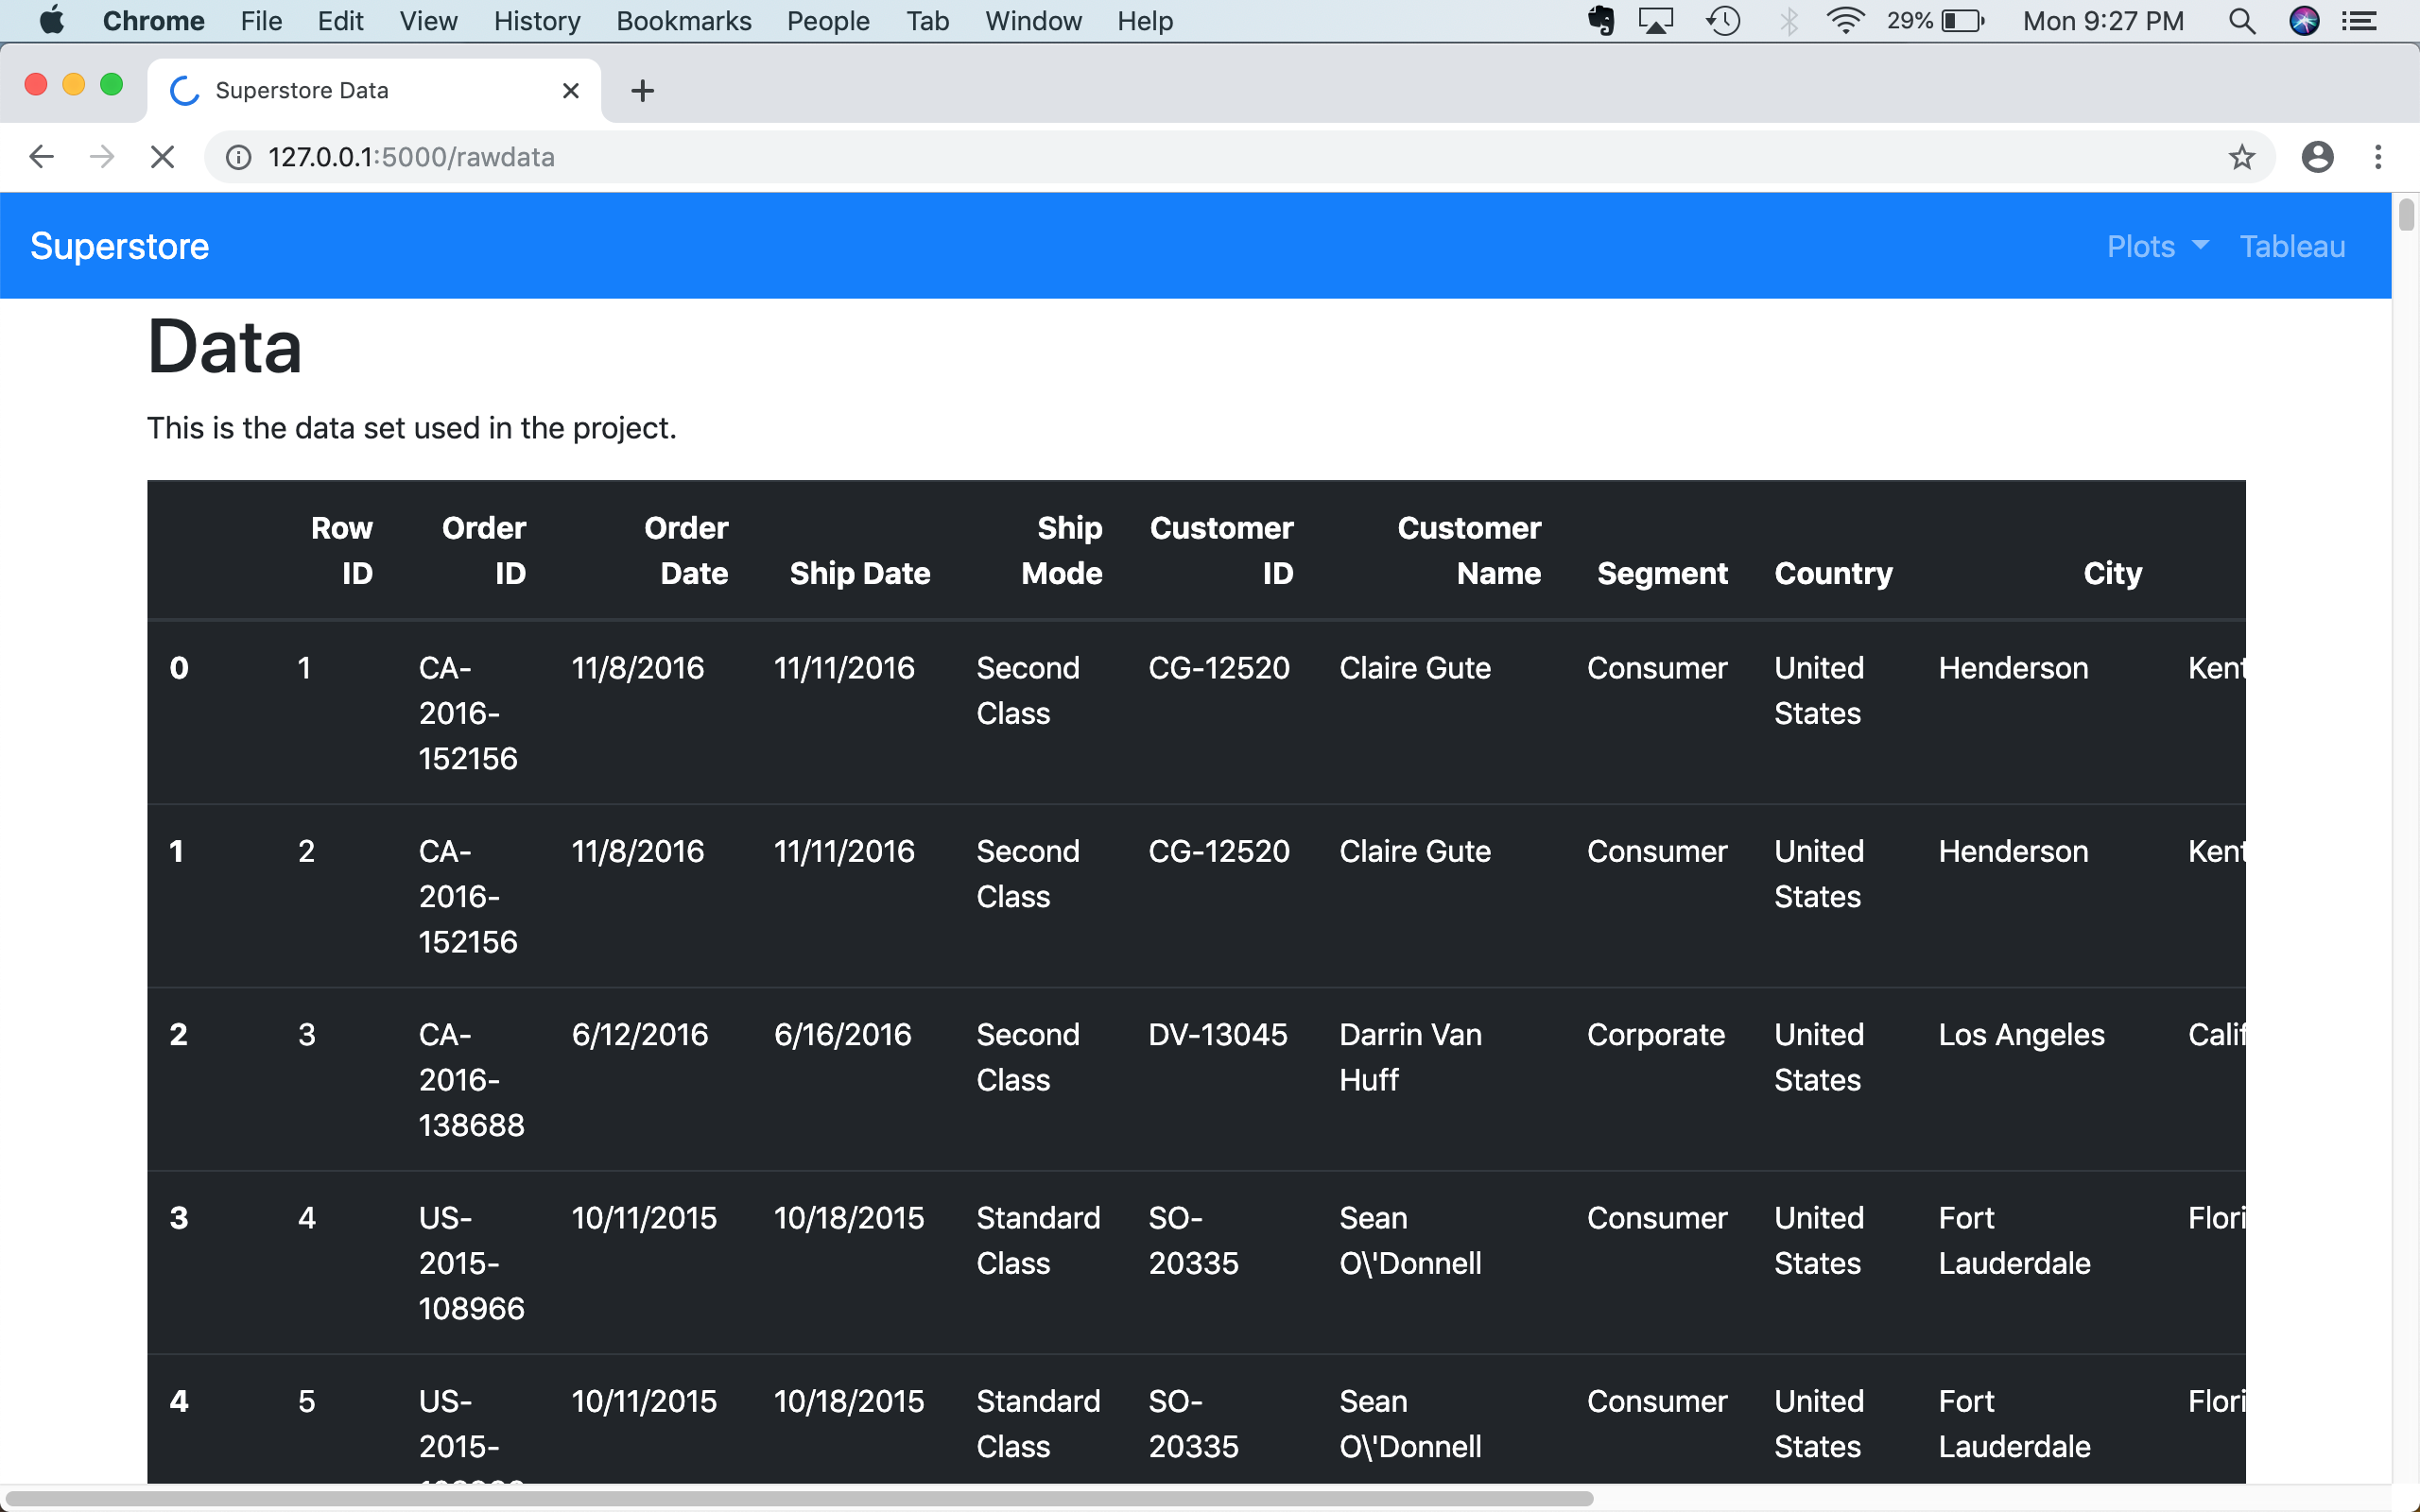 Chrome File Edit View History Bookmarks People Tab Window Help 29% Mon 9:27 PM
Superstore Data
127.0.0.1:5000/rawdata
Superstore Plots Tableau
Data
This is the data set used in the project.
Row ID Order ID Order Date Ship Date Ship Mode Customer ID Customer Name Segment Country City
0 1 CA-2016-152156 11/8/2016 11/11/2016 Second Class CG-12520 Claire Gute Consumer United States Henderson Kent
1 2 CA-2016-152156 11/8/2016 11/11/2016 Second Class CG-12520 Claire Gute Consumer United States Henderson Kent
2 3 CA-2016-138688 6/12/2016 6/16/2016 Second Class DV-13045 Darrin Van Huff Corporate United States Los Angeles Calif
3 4 US-2015-108966 10/11/2015 10/18/2015 Standard Class SO-20335 Sean O\'Donnell Consumer United States Fort Lauderdale Flori
4 5 US-2015- 10/11/2015 10/18/2015 Standard Class SO-20335 Sean O\'Donnell Consumer United States Fort Lauderdale Flori